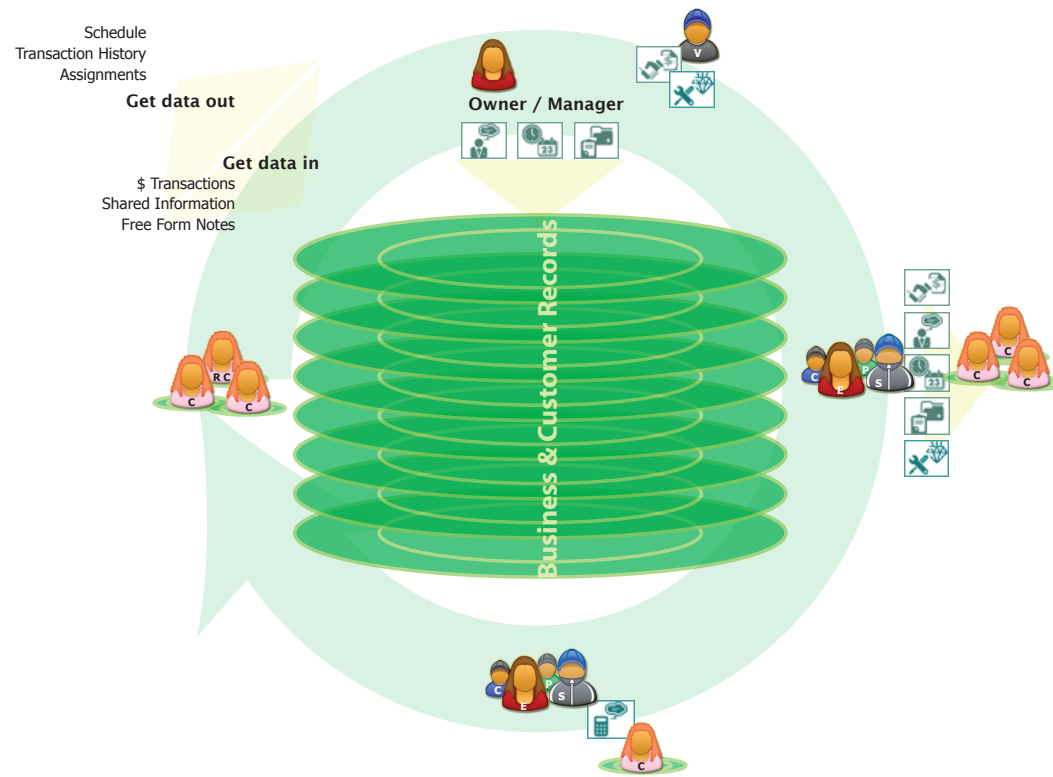 Schedule
Transaction History
Assignments
Get data out
Get data in
$ Transactions
Shared Information
Free Form Notes
V
$
Owner / Manager
23
Business & Customer Records
$
23
C
E
P
S
C
C
C
R C
C
C
C
E
P
S
C